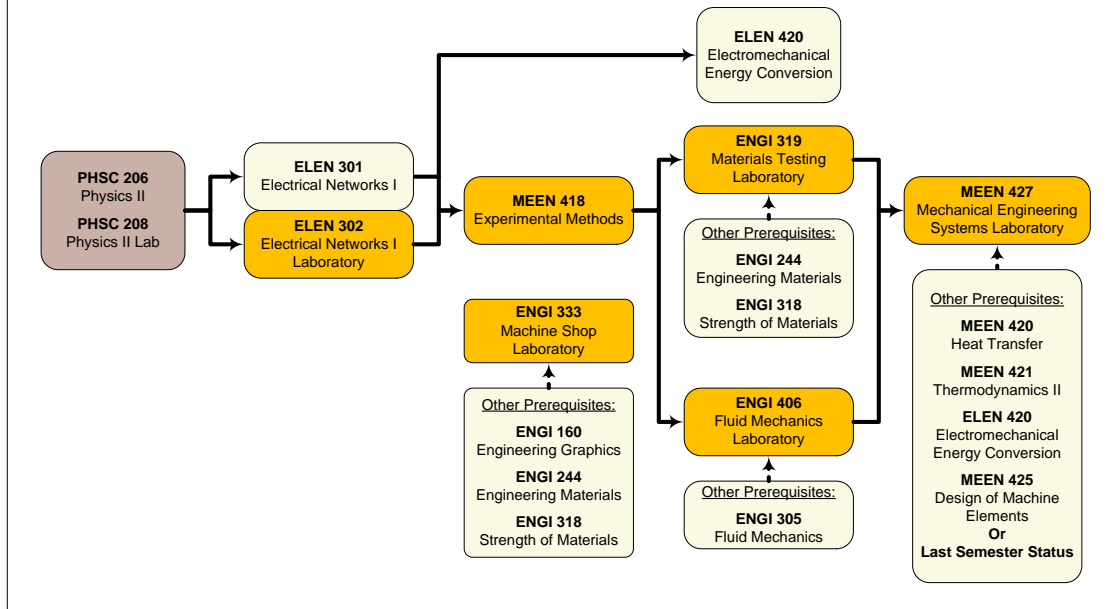 ELEN 420
Electromechanical
Energy Conversion
PHSC 206
Physics II
PHSC 208
Physics II Lab
ELEN 301
Electrical Networks I
ELEN 302
Electrical Networks I
Laboratory
MEEN 418
Experimental Methods
ENGI 319
Materials Testing
Laboratory
Other Prerequisites:
ENGI 244
Engineering Materials
ENGI 318
Strength of Materials
MEEN 427
Mechanical Engineering
Systems Laboratory
Other Prerequisites:
MEEN 420
Heat Transfer
MEEN 421
Thermodynamics II
ELEN 420
Electromechanical
Energy Conversion
MEEN 425
Design of Machine
Elements
Or
Last Semester Status
ENGI 333
Machine Shop
Laboratory
Other Prerequisites:
ENGI 160
Engineering Graphics
ENGI 244
Engineering Materials
ENGI 318
Strength of Materials
ENGI 406
Fluid Mechanics
Laboratory
Other Prerequisites:
ENGI 305
Fluid Mechanics